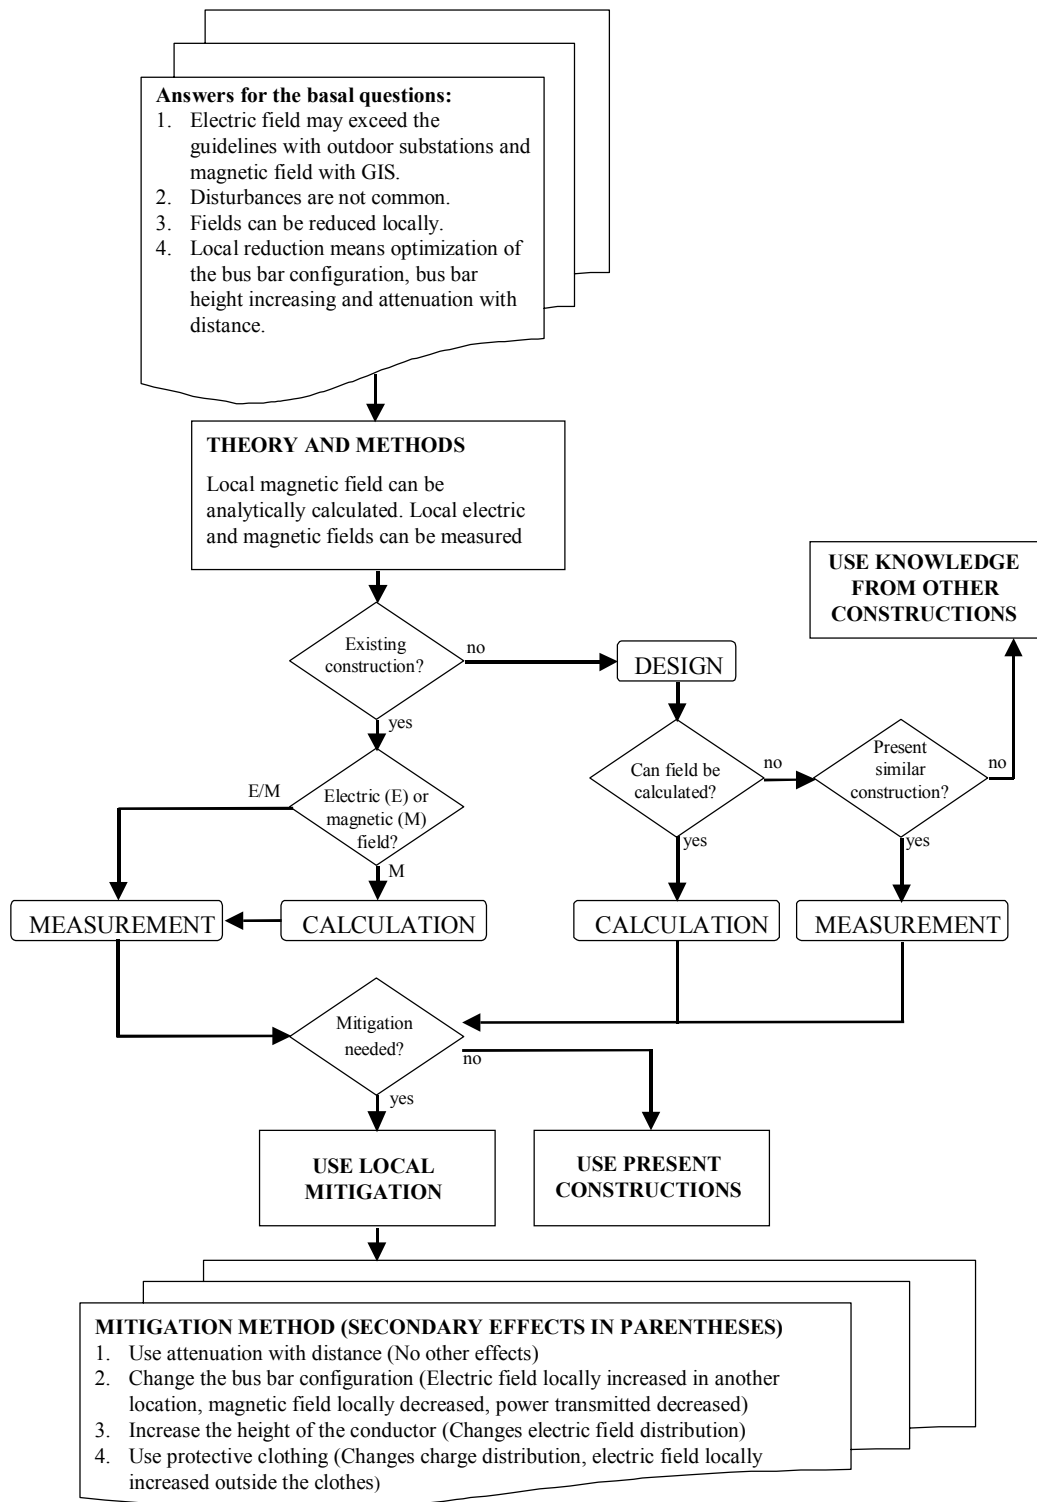 Answers for the basal questions:
1. Electric field may exceed the
guidelines with outdoor substations and
magnetic field with GIS.
2. Disturbances are not common.
3. Fields can be reduced locally.
4. Local reduction means optimization of
the bus bar configuration, bus bar
height increasing and attenuation with
distance.
THEORY AND METHODS
Local magnetic field can be
analytically calculated. Local electric
and magnetic fields can be measured
USE KNOWLEDGE
FROM OTHER
CONSTRUCTIONS
Existing
construction?
no
DESIGN
yes
Can field be
calculated?
no
Present
similar
construction?
no
E/M
Electric (E) or
magnetic (M)
field?
yes
yes
M
MEASUREMENT
CALCULATION
CALCULATION
MEASUREMENT
Mitigation
needed?
no
yes
USE LOCAL
MITIGATION
USE PRESENT
CONSTRUCTIONS
MITIGATION METHOD (SECONDARY EFFECTS IN PARENTHESES)
1. Use attenuation with distance (No other effects)
2. Change the bus bar configuration (Electric field locally increased in another
location, magnetic field locally decreased, power transmitted decreased)
3. Increase the height of the conductor (Changes electric field distribution)
4. Use protective clothing (Changes charge distribution, electric field locally
increased outside the clothes)